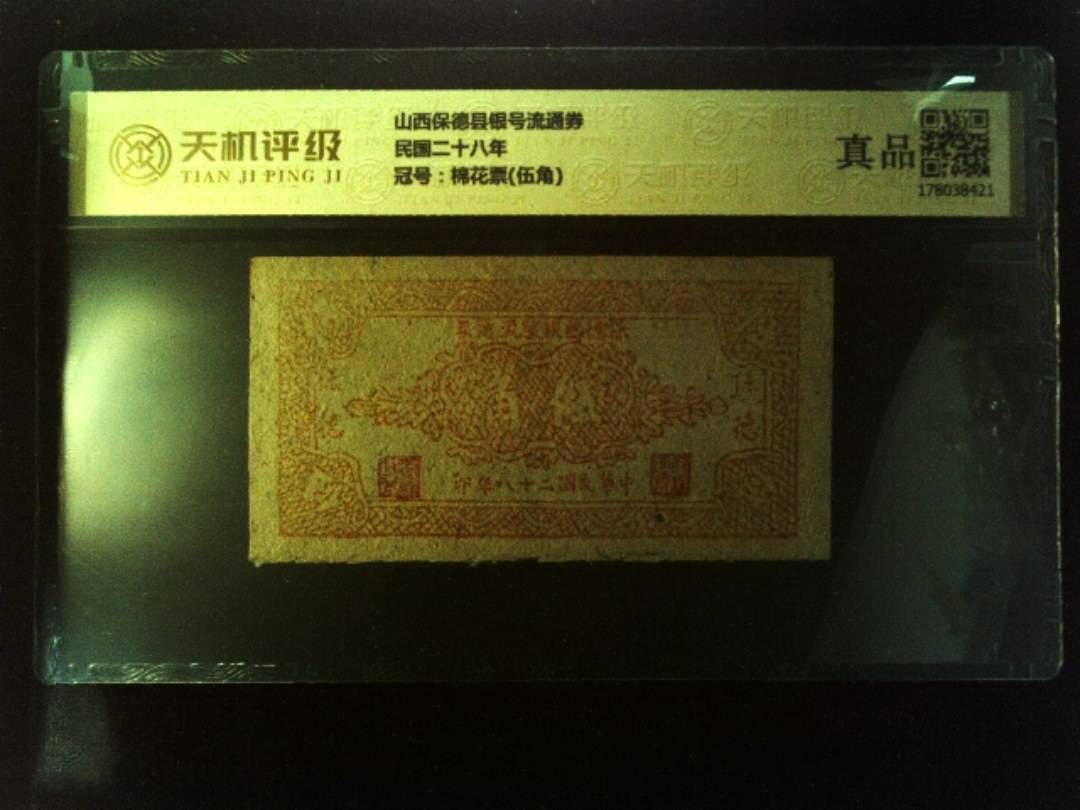 天机评级
TIAN JI PING JI
山西保德县银号流通券
民国二十八年
冠号：棉花票(伍角)
真品
178038421
角伍
印年八十二國民華中